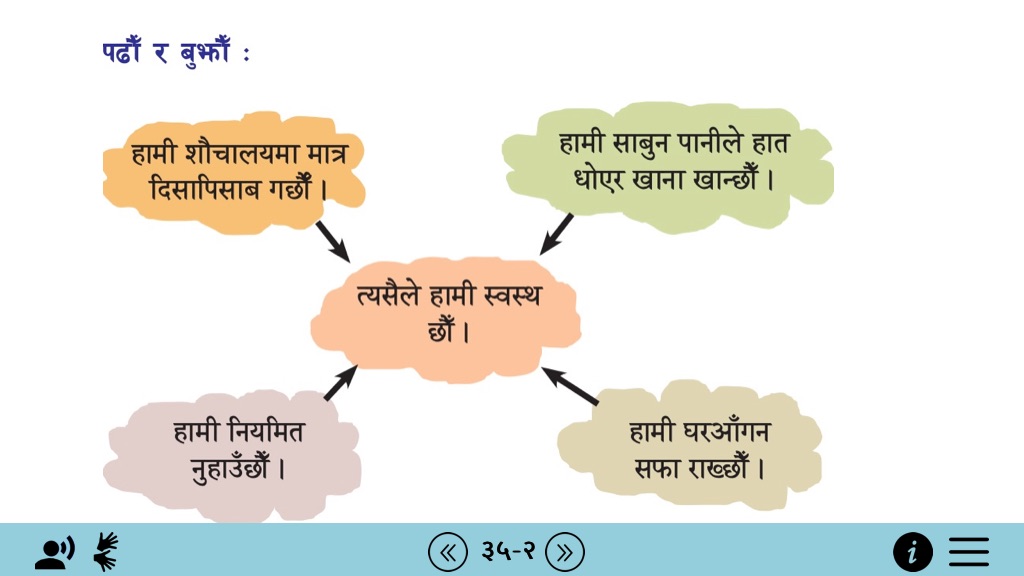 पढौँ र बुझौँ :
हामी शौचालयमा मात्र
दिसापिसाब गर्छौँ ।
हामी साबुन पानीले हात
धोएर खाना खान्छौँ ।
त्यसैले हामी स्वस्थ
छौँ ।
हामी नियमित
नुहाउँछौँ ।
हामी घरआँगन
सफा राख्छौँ ।
३५-२